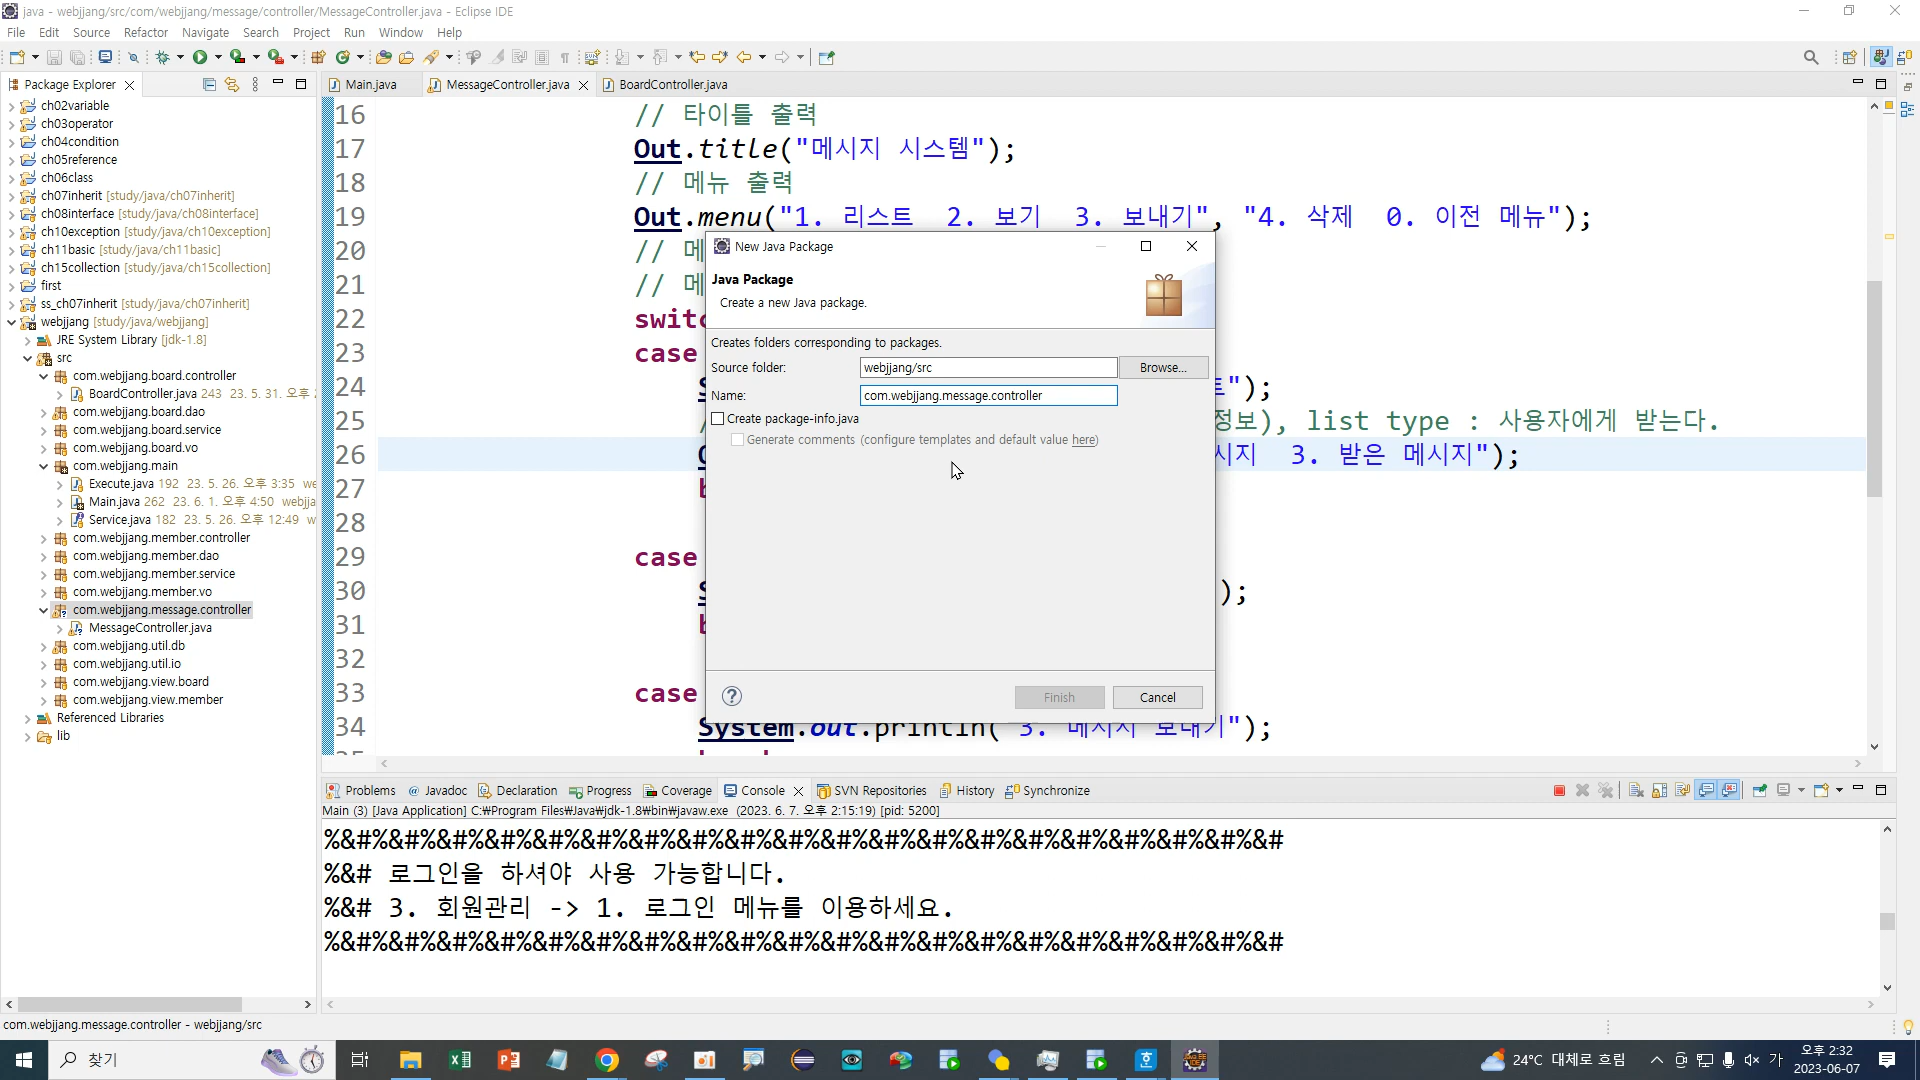 java - webjjang/src/com/webjjang/message/controller/MessageController.java - Eclipse IDE
File Edit Source Refactor Navigate Search Project Run Window Help
Package Explorer
Main.java MessageController.java BoardController.java
ch02variable
ch03operator
ch04condition
ch05reference
ch06class
ch07inherit [study/java/ch07inherit]
ch08interface [study/java/ch08interface]
ch10exception [study/java/ch10exception]
ch11basic [study/java/ch11basic]
ch15collection [study/java/ch15collection]
first
ss_ch07inherit [study/java/ch07inherit]
webjjang [study/java/webjjang]
JRE System Library [jdk-1.8]
src
com.webjjang.board.controller
BoardController.java 243 23. 5. 31. 오후
com.webjjang.board.dao
com.webjjang.board.service
com.webjjang.board.vo
com.webjjang.main
Execute.java 192 23. 5. 26. 오후 3:35 we
Main.java 262 23. 6. 1. 오후 4:50 webjja
Service.java 182 23. 5. 26. 오후 12:49 w
com.webjjang.member.controller
com.webjjang.member.dao
com.webjjang.member.service
com.webjjang.member.vo
com.webjjang.message.controller
MessageController.java
com.webjjang.util.db
com.webjjang.util.io
com.webjjang.view.board
com.webjjang.view.member
Referenced Libraries
lib
16 // 타이틀 출력
17 Out.title("메시지 시스템");
18 // 메뉴 출력
19 Out.menu("1. 리스트 2. 보기 3. 보내기", "4. 삭제 0. 이전 메뉴");
20 // 메
21 // 메
22 switc
23 case
24 S 트");
25 / 정보), list type : 사용자에게 받는다.
26 시지 3. 받은 메시지");
27 b
28
29 case
30 S );
31 b
32
33 case
34 System.out.println("3. 메시지 보내기");
New Java Package
Java Package
Create a new Java package.
Creates folders corresponding to packages.
Source folder: webjjang/src Browse...
Name: com.webjjang.message.controller
Create package-info.java
Generate comments (configure templates and default value here)
? Finish Cancel
Problems @ Javadoc Declaration Progress Coverage Console SVN Repositories History Synchronize
Main (3) [Java Application] C:₩Program Files₩Java₩jdk-1.8₩bin₩javaw.exe (2023. 6. 7. 오후 2:15:19) [pid: 5200]
%&#%&#%&#%&#%&#%&#%&#%&#%&#%&#%&#%&#%&#%&#%&#%&#%&#%&#%&#%&#
%&# 로그인을 하셔야 사용 가능합니다.
%&# 3. 회원관리 -> 1. 로그인 메뉴를 이용하세요.
%&#%&#%&#%&#%&#%&#%&#%&#%&#%&#%&#%&#%&#%&#%&#%&#%&#%&#%&#%&#
com.webjjang.message.controller - webjjang/src
찾기
24°C 대체로 흐림
가
오후 2:32
2023-06-07